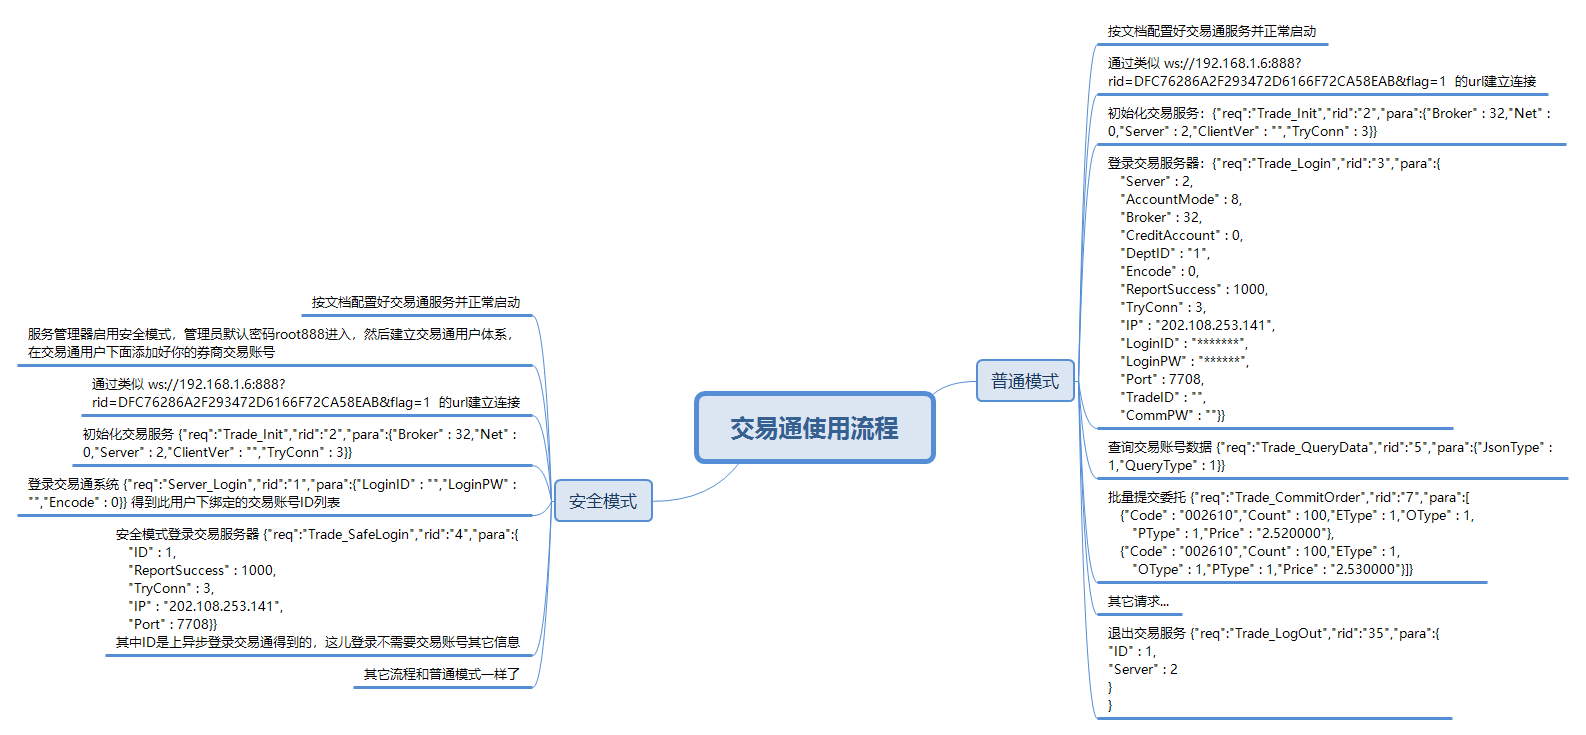 交易通使用流程
普通模式
按文档配置好交易通服务并正常启动
通过类似 ws://192.168.1.6:888?
rid=DFC76286A2F293472D6166F72CA58EAB&flag=1  的url建立连接
初始化交易服务：{"req":"Trade_Init","rid":"2","para":{"Broker" : 32,"Net" :
0,"Server" : 2,"ClientVer" : "","TryConn" : 3}}
登录交易服务器：{"req":"Trade_Login","rid":"3","para":{
"Server" : 2,
"AccountMode" : 8,
"Broker" : 32,
"CreditAccount" : 0,
"DeptID" : "1",
"Encode" : 0,
"ReportSuccess" : 1000,
"TryConn" : 3,
"IP" : "202.108.253.141",
"LoginID" : "*******",
"LoginPW" : "******",
"Port" : 7708,
"TradeID" : "",
"CommPW" : ""}}
查询交易账号数据 {"req":"Trade_QueryData","rid":"5","para":{"JsonType" :
1,"QueryType" : 1}}
批量提交委托 {"req":"Trade_CommitOrder","rid":"7","para":[
{"Code" : "002610","Count" : 100,"EType" : 1,"OType" : 1,
"PType" : 1,"Price" : "2.520000"},
{"Code" : "002610","Count" : 100,"EType" : 1,
"OType" : 1,"PType" : 1,"Price" : "2.530000"}]}
其它请求...
退出交易服务 {"req":"Trade_LogOut","rid":"35","para":{
"ID" : 1,
"Server" : 2
}
}
安全模式
按文档配置好交易通服务并正常启动
服务管理器启用安全模式，管理员默认密码root888进入，然后建立交易通用户体系，
在交易通用户下面添加好你的券商交易账号
通过类似 ws://192.168.1.6:888?
rid=DFC76286A2F293472D6166F72CA58EAB&flag=1  的url建立连接
初始化交易服务 {"req":"Trade_Init","rid":"2","para":{"Broker" : 32,"Net" :
0,"Server" : 2,"ClientVer" : "","TryConn" : 3}}
登录交易通系统 {"req":"Server_Login","rid":"1","para":{"LoginID" : "","LoginPW" :
"","Encode" : 0}} 得到此用户下绑定的交易账号ID列表
安全模式登录交易服务器 {"req":"Trade_SafeLogin","rid":"4","para":{
"ID" : 1,
"ReportSuccess" : 1000,
"TryConn" : 3,
"IP" : "202.108.253.141",
"Port" : 7708}}
其中ID是上异步登录交易通得到的，这儿登录不需要交易账号其它信息
其它流程和普通模式一样了